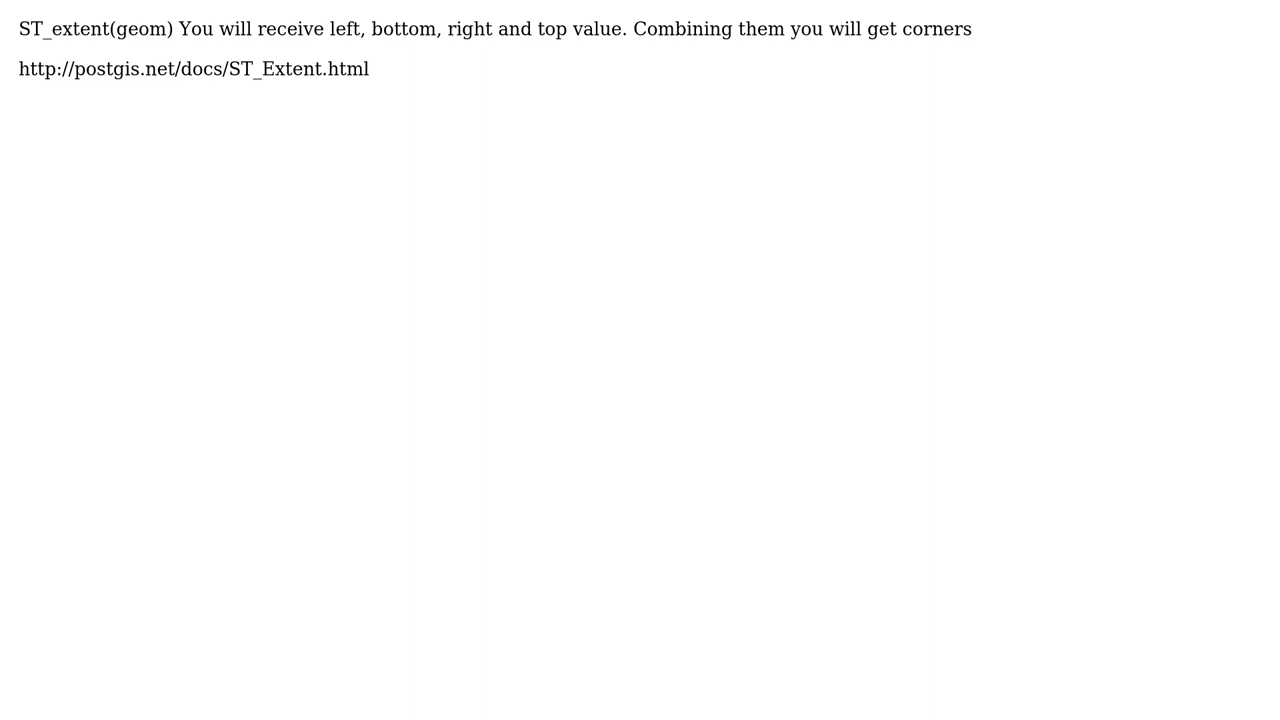 ST_extent(geom) You will receive left, bottom, right and top value. Combining them you will get corners
http://postgis.net/docs/ST_Extent.html